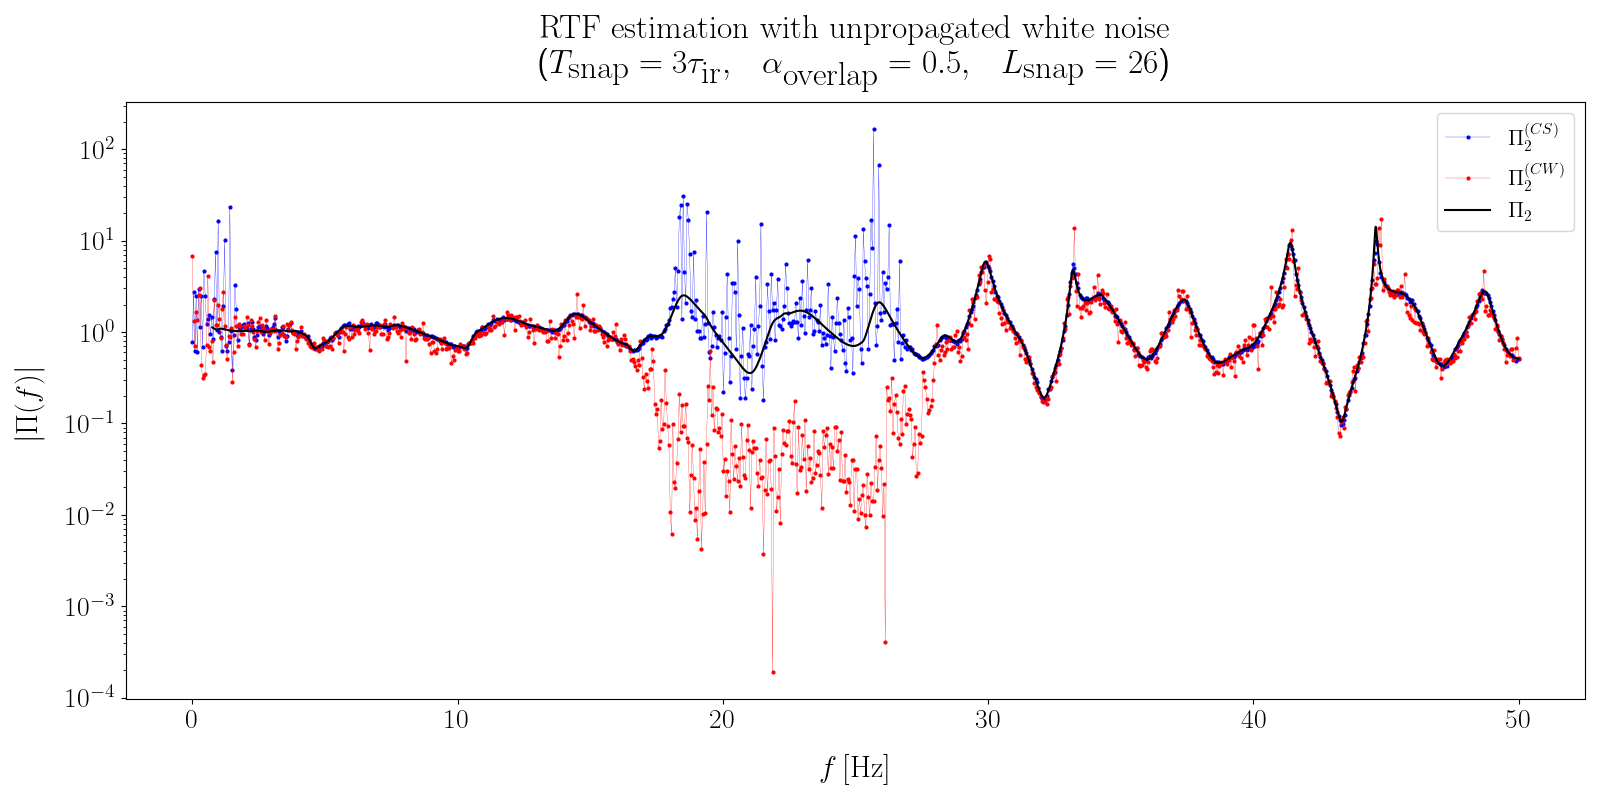 RTF estimation with unpropagated white noise
(T_snap = 3τ_ir, α_overlap = 0.5, L_snap = 26)
10^2
10^1
10^0
10^−1
10^−2
10^−3
10^−4
|Π(f)|
0 10 20 30 40 50
f [Hz]
Π_2^(CS)
Π_2^(CW)
Π_2